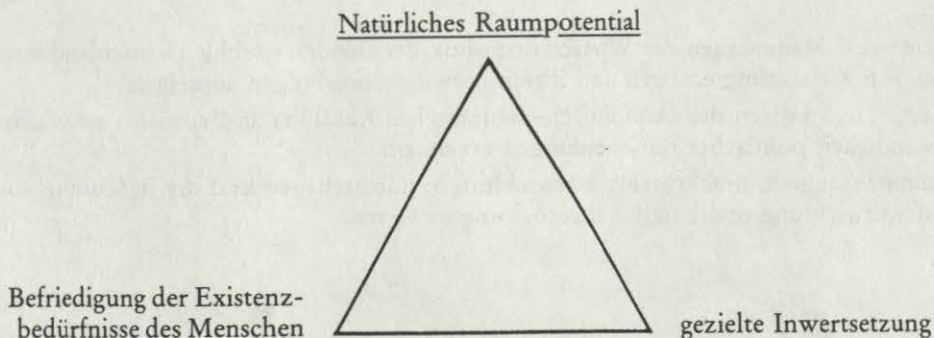 Natürliches Raumpotential
Befriedigung der Existenz-
bedürfnisse des Menschen
gezielte Inwertsetzung